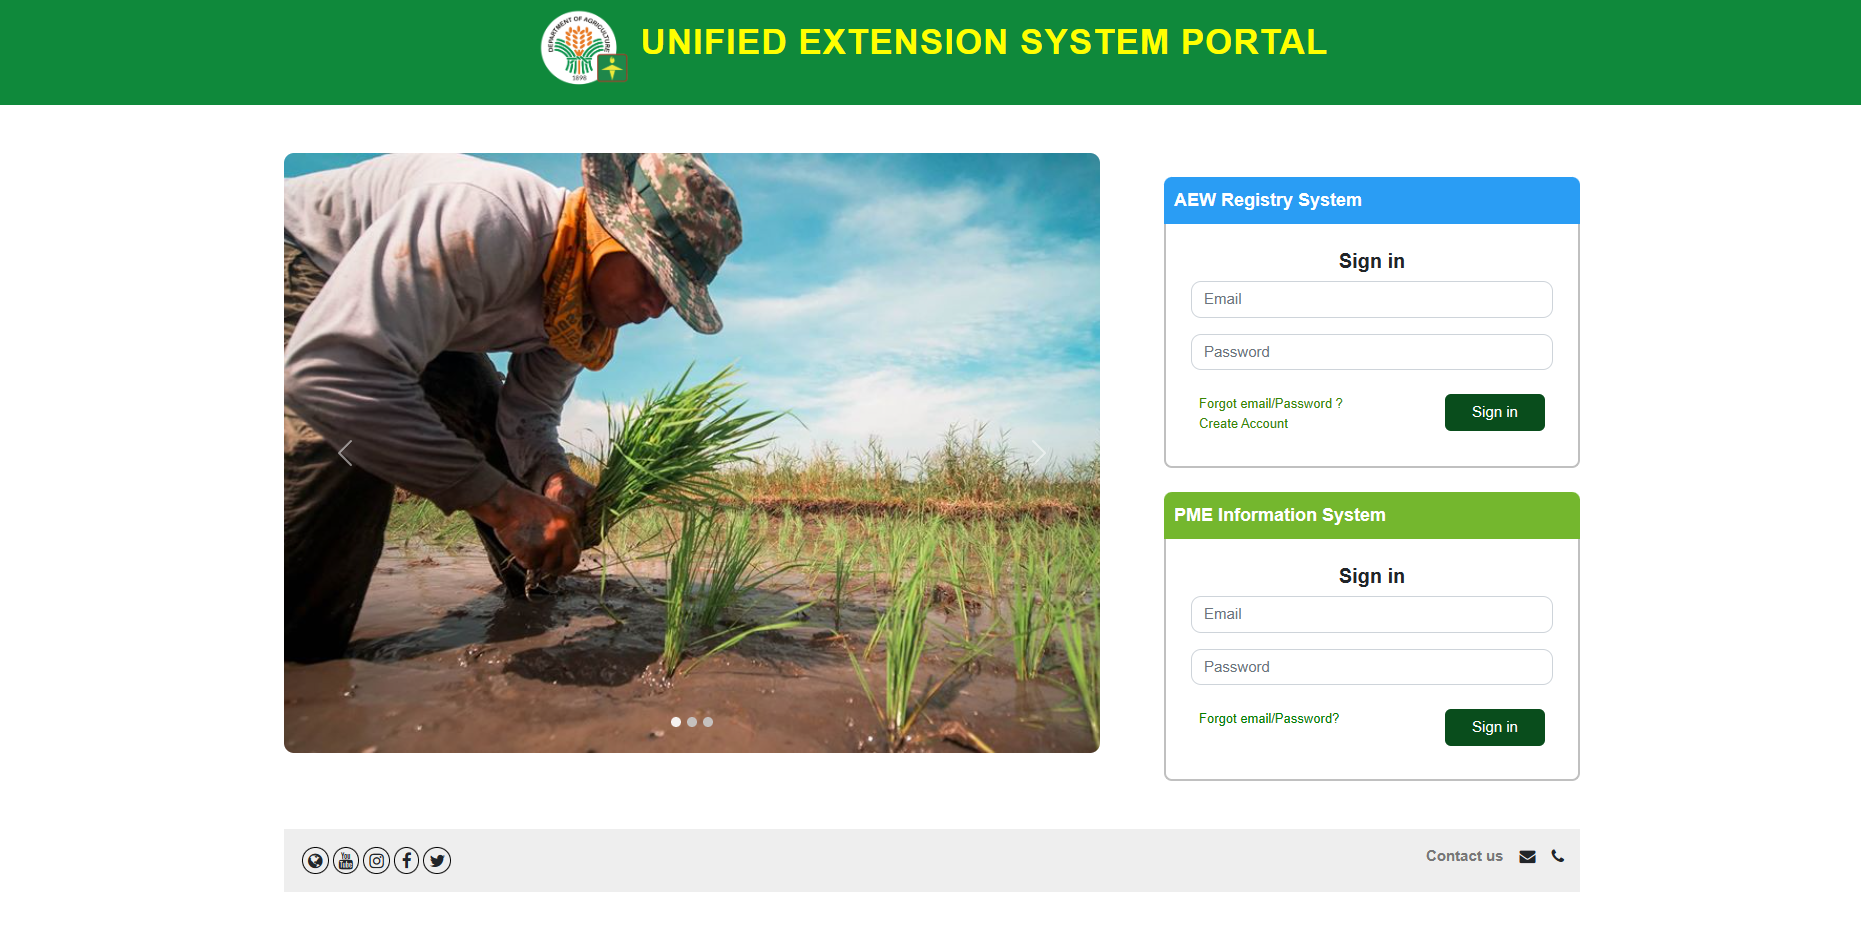 DEPARTMENT OF AGRICULTURE
1898
UNIFIED EXTENSION SYSTEM PORTAL
AEW Registry System
Sign in
Email
Password
Forgot email/Password ?
Create Account
Sign in
PME Information System
Sign in
Email
Password
Forgot email/Password?
Sign in
You
Tube
Contact us